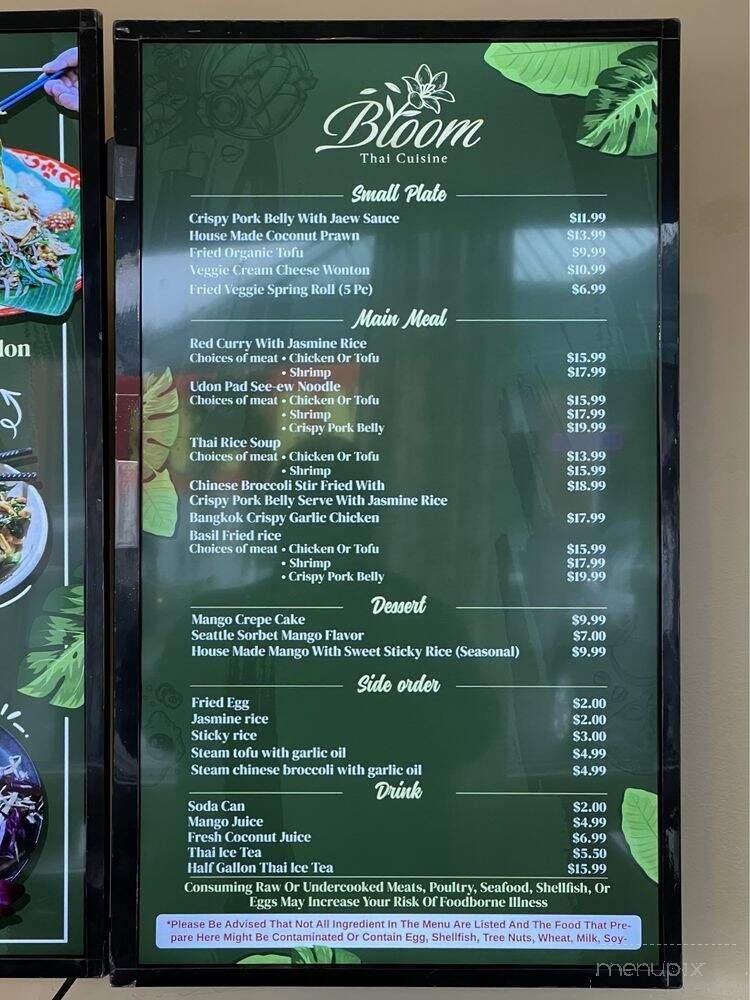 Bloom
Thai Cuisine
Small Plate
Crispy Pork Belly With Jaew Sauce $11.99
House Made Coconut Prawn $13.99
Fried Organic Tofu $9.99
Veggie Cream Cheese Wonton $10.99
Fried Veggie Spring Roll (5 Pc) $6.99
lon
Main Meal
Red Curry With Jasmine Rice
Choices of meat • Chicken Or Tofu $15.99
• Shrimp $17.99
Udon Pad See-ew Noodle
Choices of meat • Chicken Or Tofu $15.99
• Shrimp $17.99
• Crispy Pork Belly $19.99
Thai Rice Soup
Choices of meat • Chicken Or Tofu $13.99
• Shrimp $15.99
Chinese Broccoli Stir Fried With $18.99
Crispy Pork Belly Serve With Jasmine Rice
Bangkok Crispy Garlic Chicken $17.99
Basil Fried rice
Choices of meat • Chicken Or Tofu $15.99
• Shrimp $17.99
• Crispy Pork Belly $19.99
Dessert
Mango Crepe Cake $9.99
Seattle Sorbet Mango Flavor $7.00
House Made Mango With Sweet Sticky Rice (Seasonal) $9.99
Side order
Fried Egg $2.00
Jasmine rice $2.00
Sticky rice $3.00
Steam tofu with garlic oil $4.99
Steam chinese broccoli with garlic oil $4.99
Drink
Soda Can $2.00
Mango Juice $4.99
Fresh Coconut Juice $6.99
Thai Ice Tea $5.50
Half Gallon Thai Ice Tea $15.99
Consuming Raw Or Undercooked Meats, Poultry, Seafood, Shellfish, Or
Eggs May Increase Your Risk Of Foodborne Illness
*Please Be Advised That Not All Ingredient In The Menu Are Listed And The Food That Pre-
pare Here Might Be Contaminated Or Contain Egg, Shellfish, Tree Nuts, Wheat, Milk, Soy-
menupix